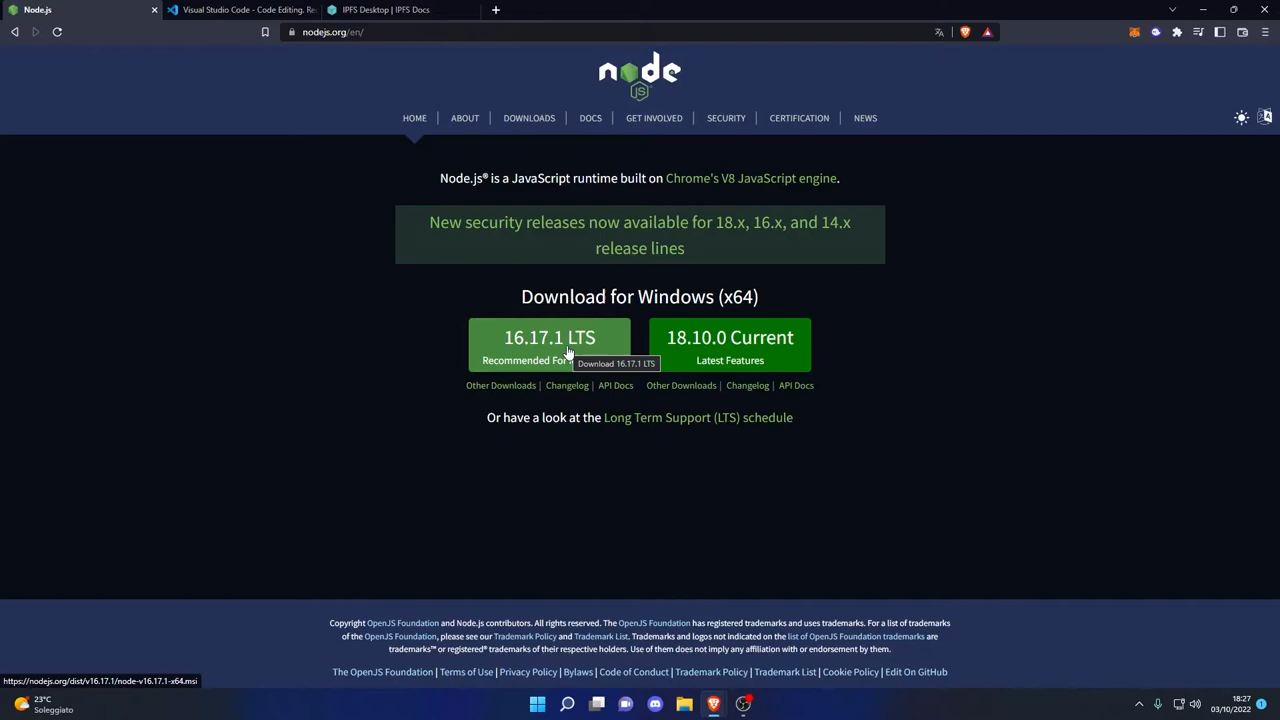 Node.js
Visual Studio Code - Code Editing. Re
IPFS Desktop | IPFS Docs
nodejs.org/en/
node
JS
HOME | ABOUT | DOWNLOADS | DOCS | GET INVOLVED | SECURITY | CERTIFICATION | NEWS
Node.js® is a JavaScript runtime built on Chrome's V8 JavaScript engine.
New security releases now available for 18.x, 16.x, and 14.x
release lines
Download for Windows (x64)
16.17.1 LTS
Recommended For
Download 16.17.1 LTS
18.10.0 Current
Latest Features
Other Downloads | Changelog | API Docs
Other Downloads | Changelog | API Docs
Or have a look at the Long Term Support (LTS) schedule
Copyright OpenJS Foundation and Node.js contributors. All rights reserved. The OpenJS Foundation has registered trademarks and uses trademarks. For a list of trademarks
of the OpenJS Foundation, please see our Trademark Policy and Trademark List. Trademarks and logos not indicated on the list of OpenJS Foundation trademarks are
trademarks™ or registered® trademarks of their respective holders. Use of them does not imply any affiliation with or endorsement by them.
The OpenJS Foundation | Terms of Use | Privacy Policy | Bylaws | Code of Conduct | Trademark Policy | Trademark List | Cookie Policy | Edit On GitHub
https://nodejs.org/dist/v16.17.1/node-v16.17.1-x64.msi
23°C
Soleggiato
18:27
03/10/2022